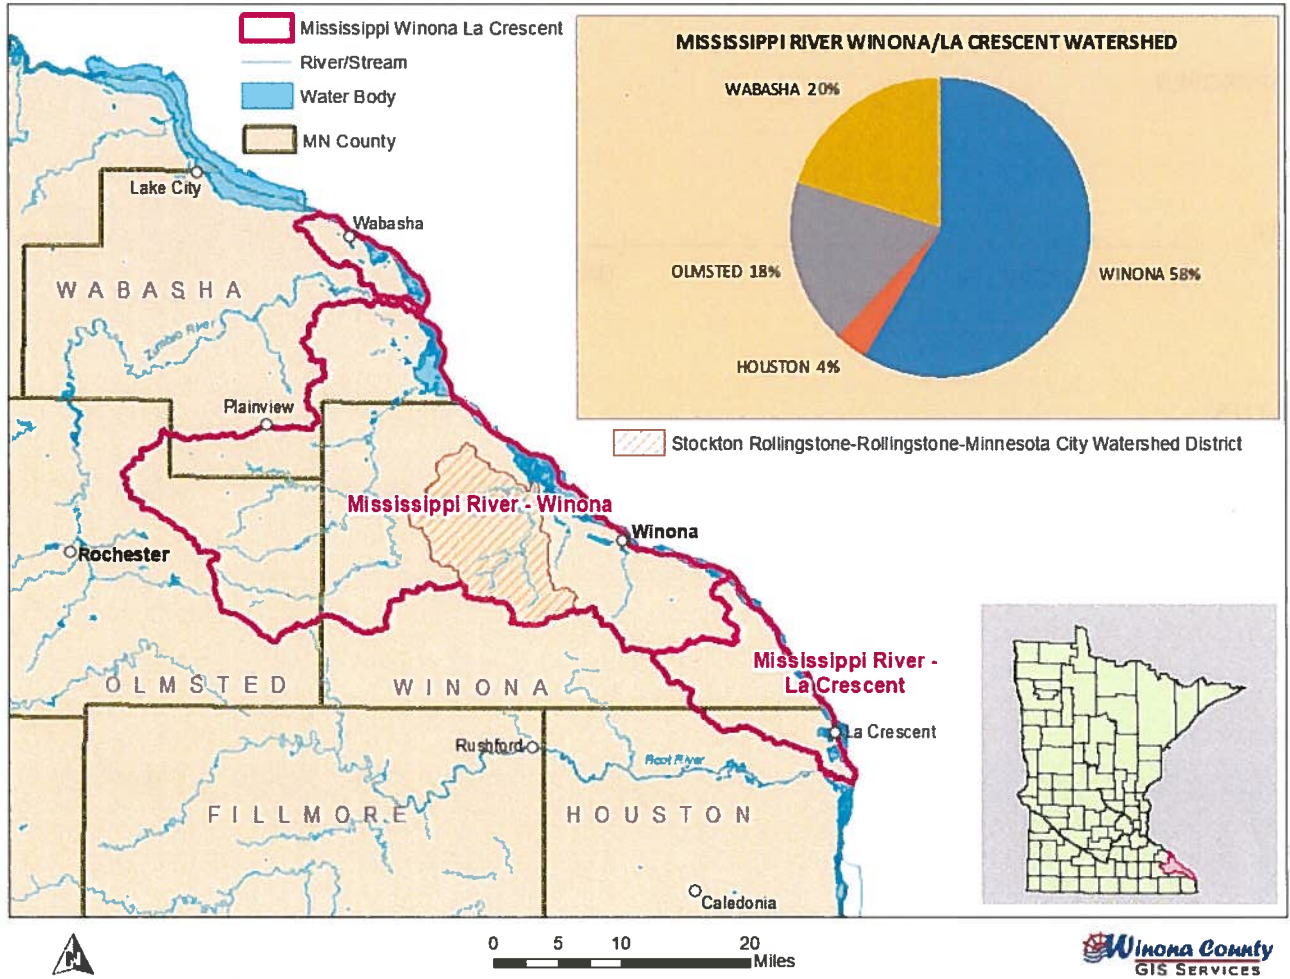 Mississippi Winona La Crescent
River/Stream
Water Body
MN County
MISSISSIPPI RIVER WINONA/LA CRESCENT WATERSHED
WABASHA 20%
OLMSTED 18%
WINONA 58%
HOUSTON 4%
Stockton Rollingstone-Rollingstone-Minnesota City Watershed District
Lake City
Wabasha
WABASHA
Zumbro River
Plainview
Mississippi River - Winona
Winona
Rochester
Mississippi River -
La Crescent
OLMSTED
WINONA
La Crescent
Rushford
Root River
FILLMORE
HOUSTON
Caledonia
0 5 10 20
Miles
Winona County
GIS SERVICES